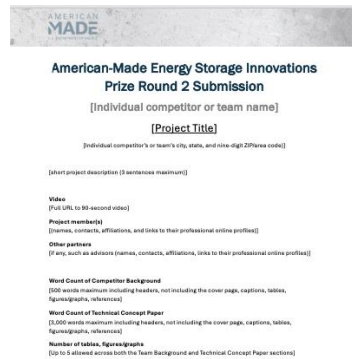 AMERICAN
MADE
American-Made Energy Storage Innovations
Prize Round 2 Submission
[Individual competitor or team name]
[Project Title]
[Individual competitor's or team's city, state, and nine-digit ZIP/area code)]
[short project description (3 sentences maximum)]
Video
[Full URL to 90-second video]
Project member(s)
[(names, contacts, affiliations, and links to their professional online profiles)]
Other partners
[if any, such as advisors (names, contacts, affiliations, links to their professional online profiles)]
Word Count of Competitor Background
[500 words maximum including headers, not including the cover page, captions, tables,
figures/graphs, references]
Word Count of Technical Concept Paper
[3,000 words maximum including headers, not including the cover page, captions, tables,
figures/graphs, references]
Number of tables, figures/graphs
[Up to 5 allowed across both the Team Background and Technical Concept Paper sections]